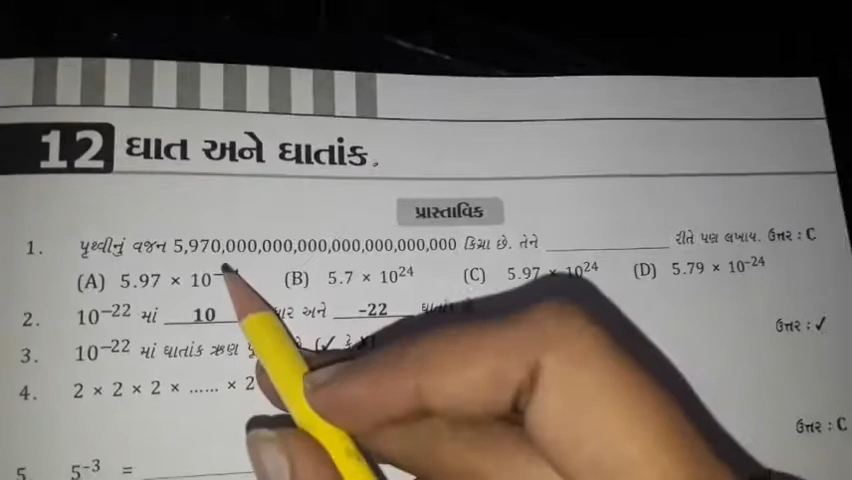 12 ઘાત અને ઘાતાંક
પ્રાસ્તાવિક
1. પૃથ્વીનું વજન 5,970,000,000,000,000,000,000,000 કિગ્રા છે. તેને ________ રીતે પણ લખાય. ઉત્તર : C
(A) 5.97 × 10⁻ (B) 5.7 × 10²⁴ (C) 5.97 × 10²⁴ (D) 5.79 × 10⁻²⁴
2. 10⁻²² માં 10 અને -22
3. 10⁻²² માં ઘાતાંક ઋણ ઉત્તર : ✓
4. 2 × 2 × 2 × ...... × 2
ઉત્તર : C
5. 5⁻³ = ________